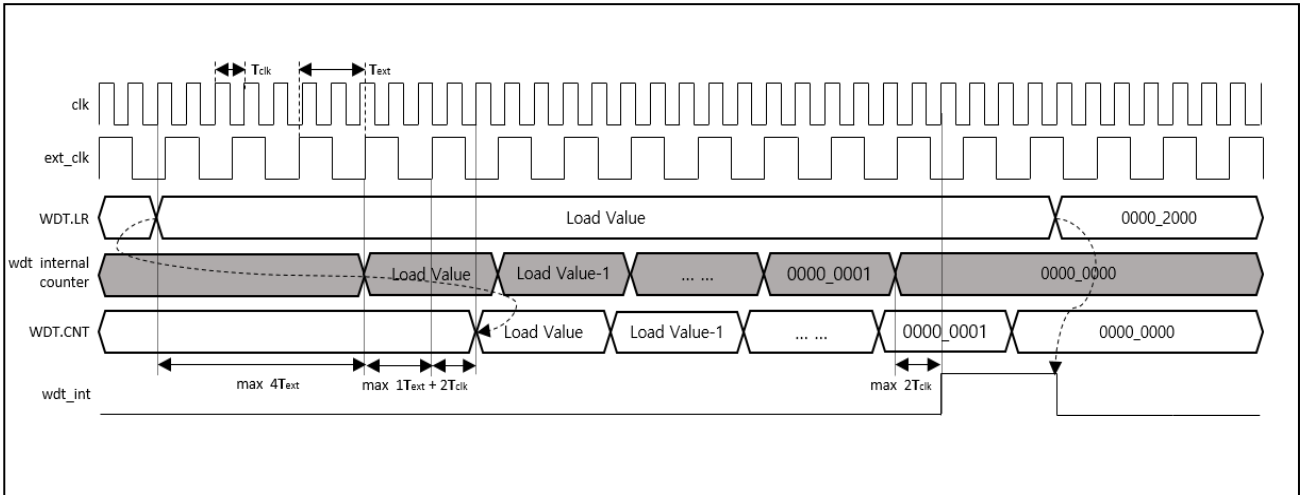 Tclk
Text
clk
ext_clk
WDT.LR
Load Value
0000_2000
wdt internal
counter
Load Value
Load Value-1
... ...
0000_0001
0000_0000
WDT.CNT
Load Value
Load Value-1
... ...
0000_0001
0000_0000
max 4Text
max 1Text + 2Tclk
max 2Tclk
wdt_int